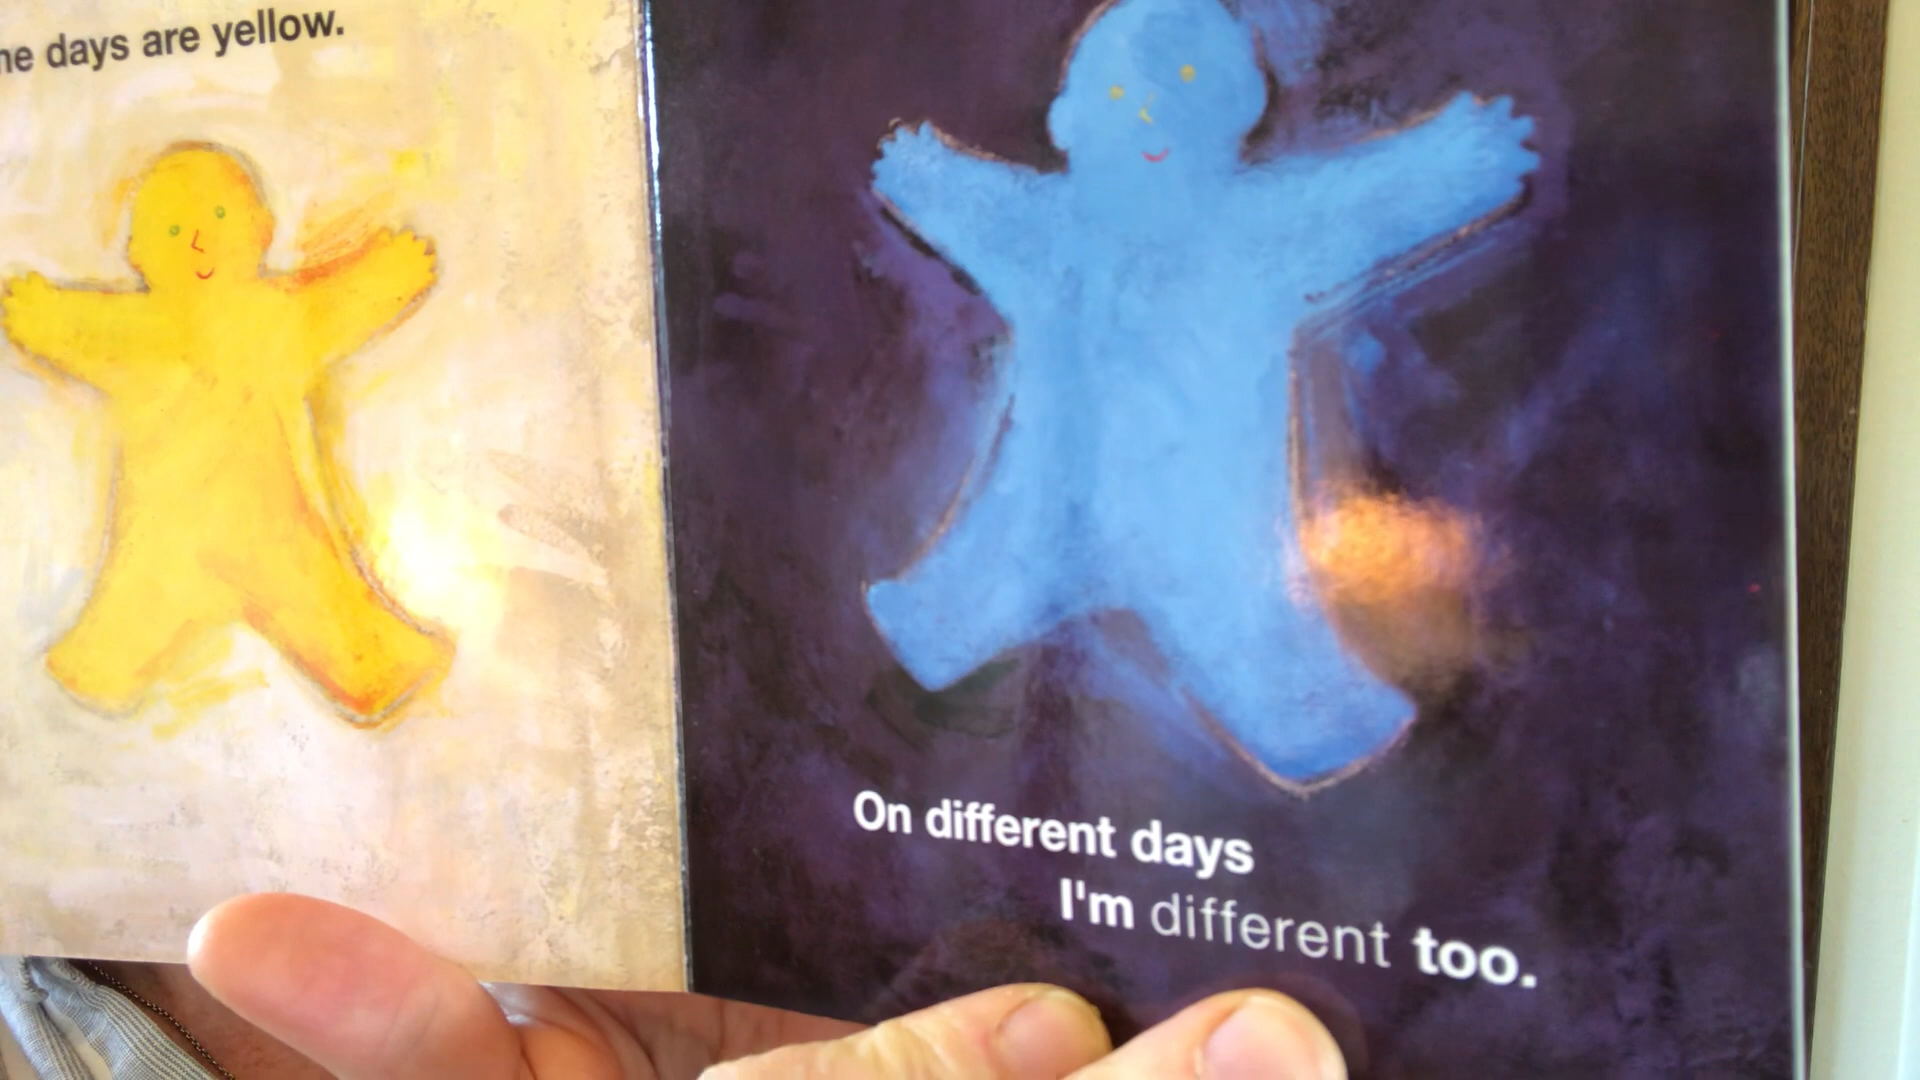 days are yellow.
On different days
I'm different too.